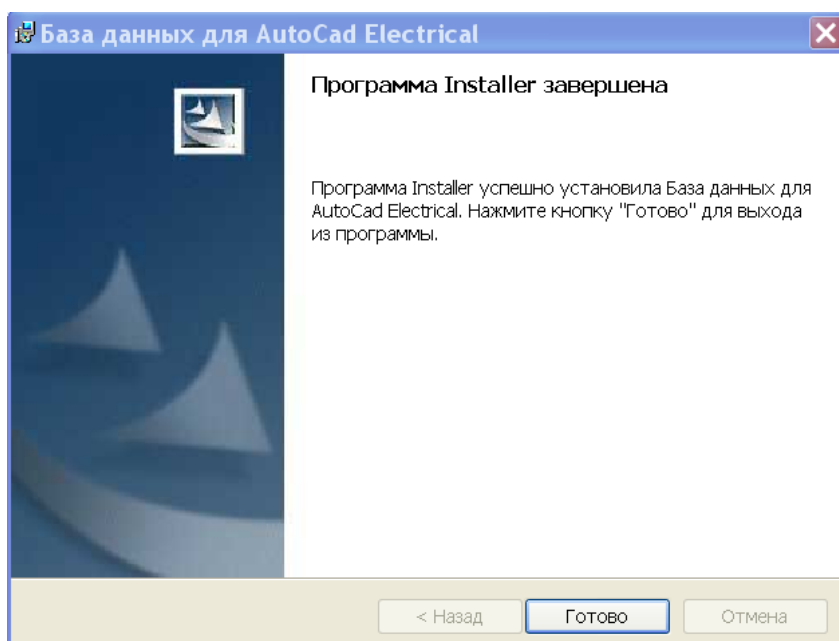 База данных для AutoCad Electrical
Программа Installer завершена
Программа Installer успешно установила База данных для
AutoCad Electrical. Нажмите кнопку "Готово" для выхода
из программы.
< Назад
Готово
Отмена